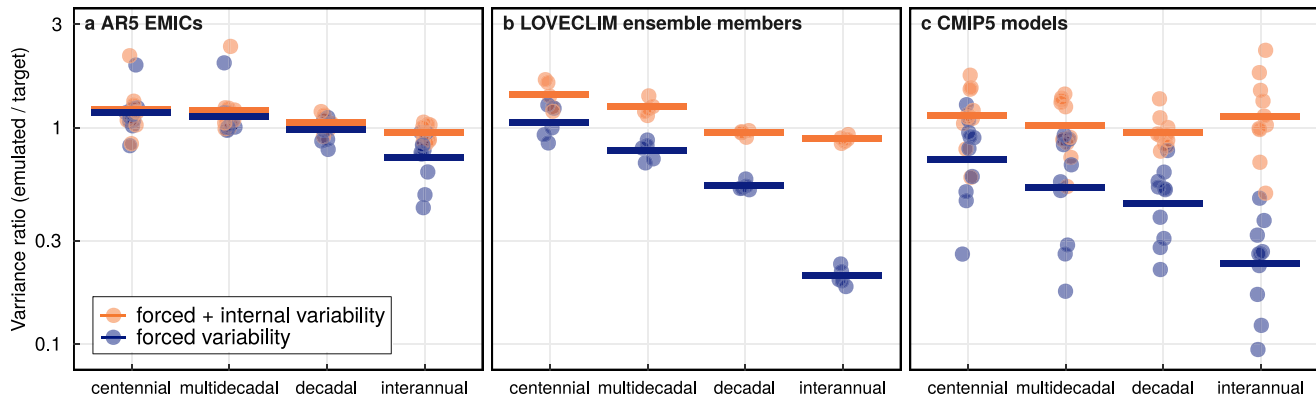 a AR5 EMICs
b LOVECLIM ensemble members
c CMIP5 models
Varriance ratio (emulated / target)
3
1
0.3
0.1
forced + internal variability
forced variability
centennial multidecadal decadal interannual
centennial multidecadal decadal interannual
centennial multidecadal decadal interannual